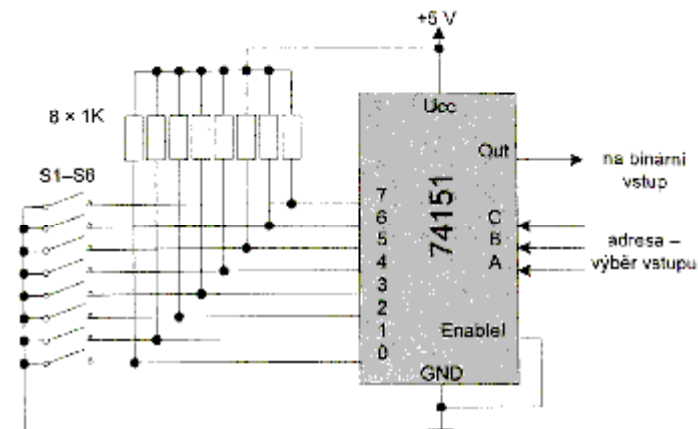 +5 V
8 × 1K
Ucc
Out
na binární
vstup
S1–S8
74151
7
6
5
4
3
2
1
0
C
B
A
adresa –
výběr vstupu
Enable!
GND